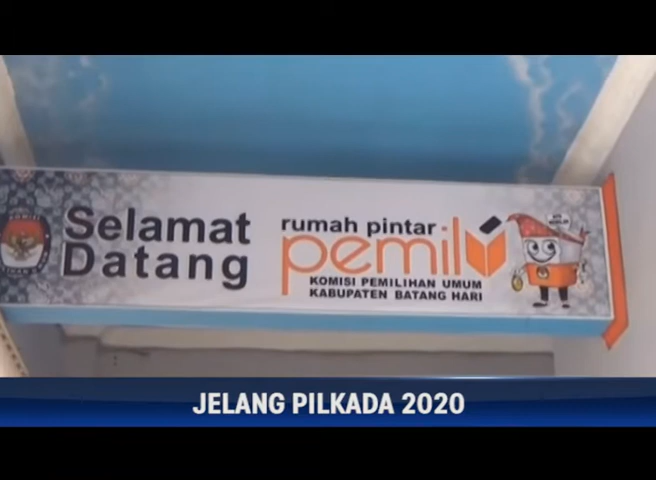 Selamat
Datang
rumah pintar
pemilu
KOMISI PEMILIHAN UMUM
KABUPATEN BATANG HARI
JELANG PILKADA 2020